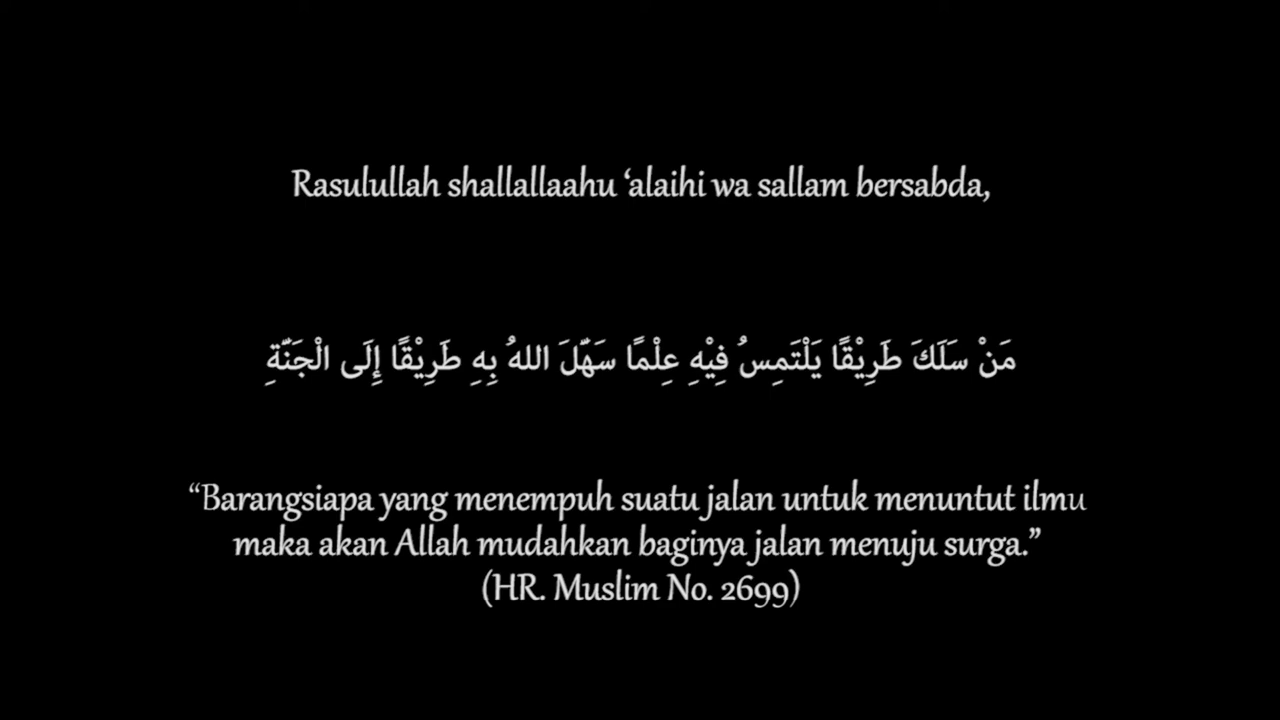 Rasulullah shallallaahu ‘alaihi wa sallam bersabda,
مَنْ سَلَكَ طَرِيْقًا يَلْتَمِسُ فِيْهِ عِلْمًا سَهَّلَ اللهُ بِهِ طَرِيْقًا إِلَى الْجَنَّةِ
“Barangsiapa yang menempuh suatu jalan untuk menuntut ilmu
maka akan Allah mudahkan baginya jalan menuju surga.”
(HR. Muslim No. 2699)